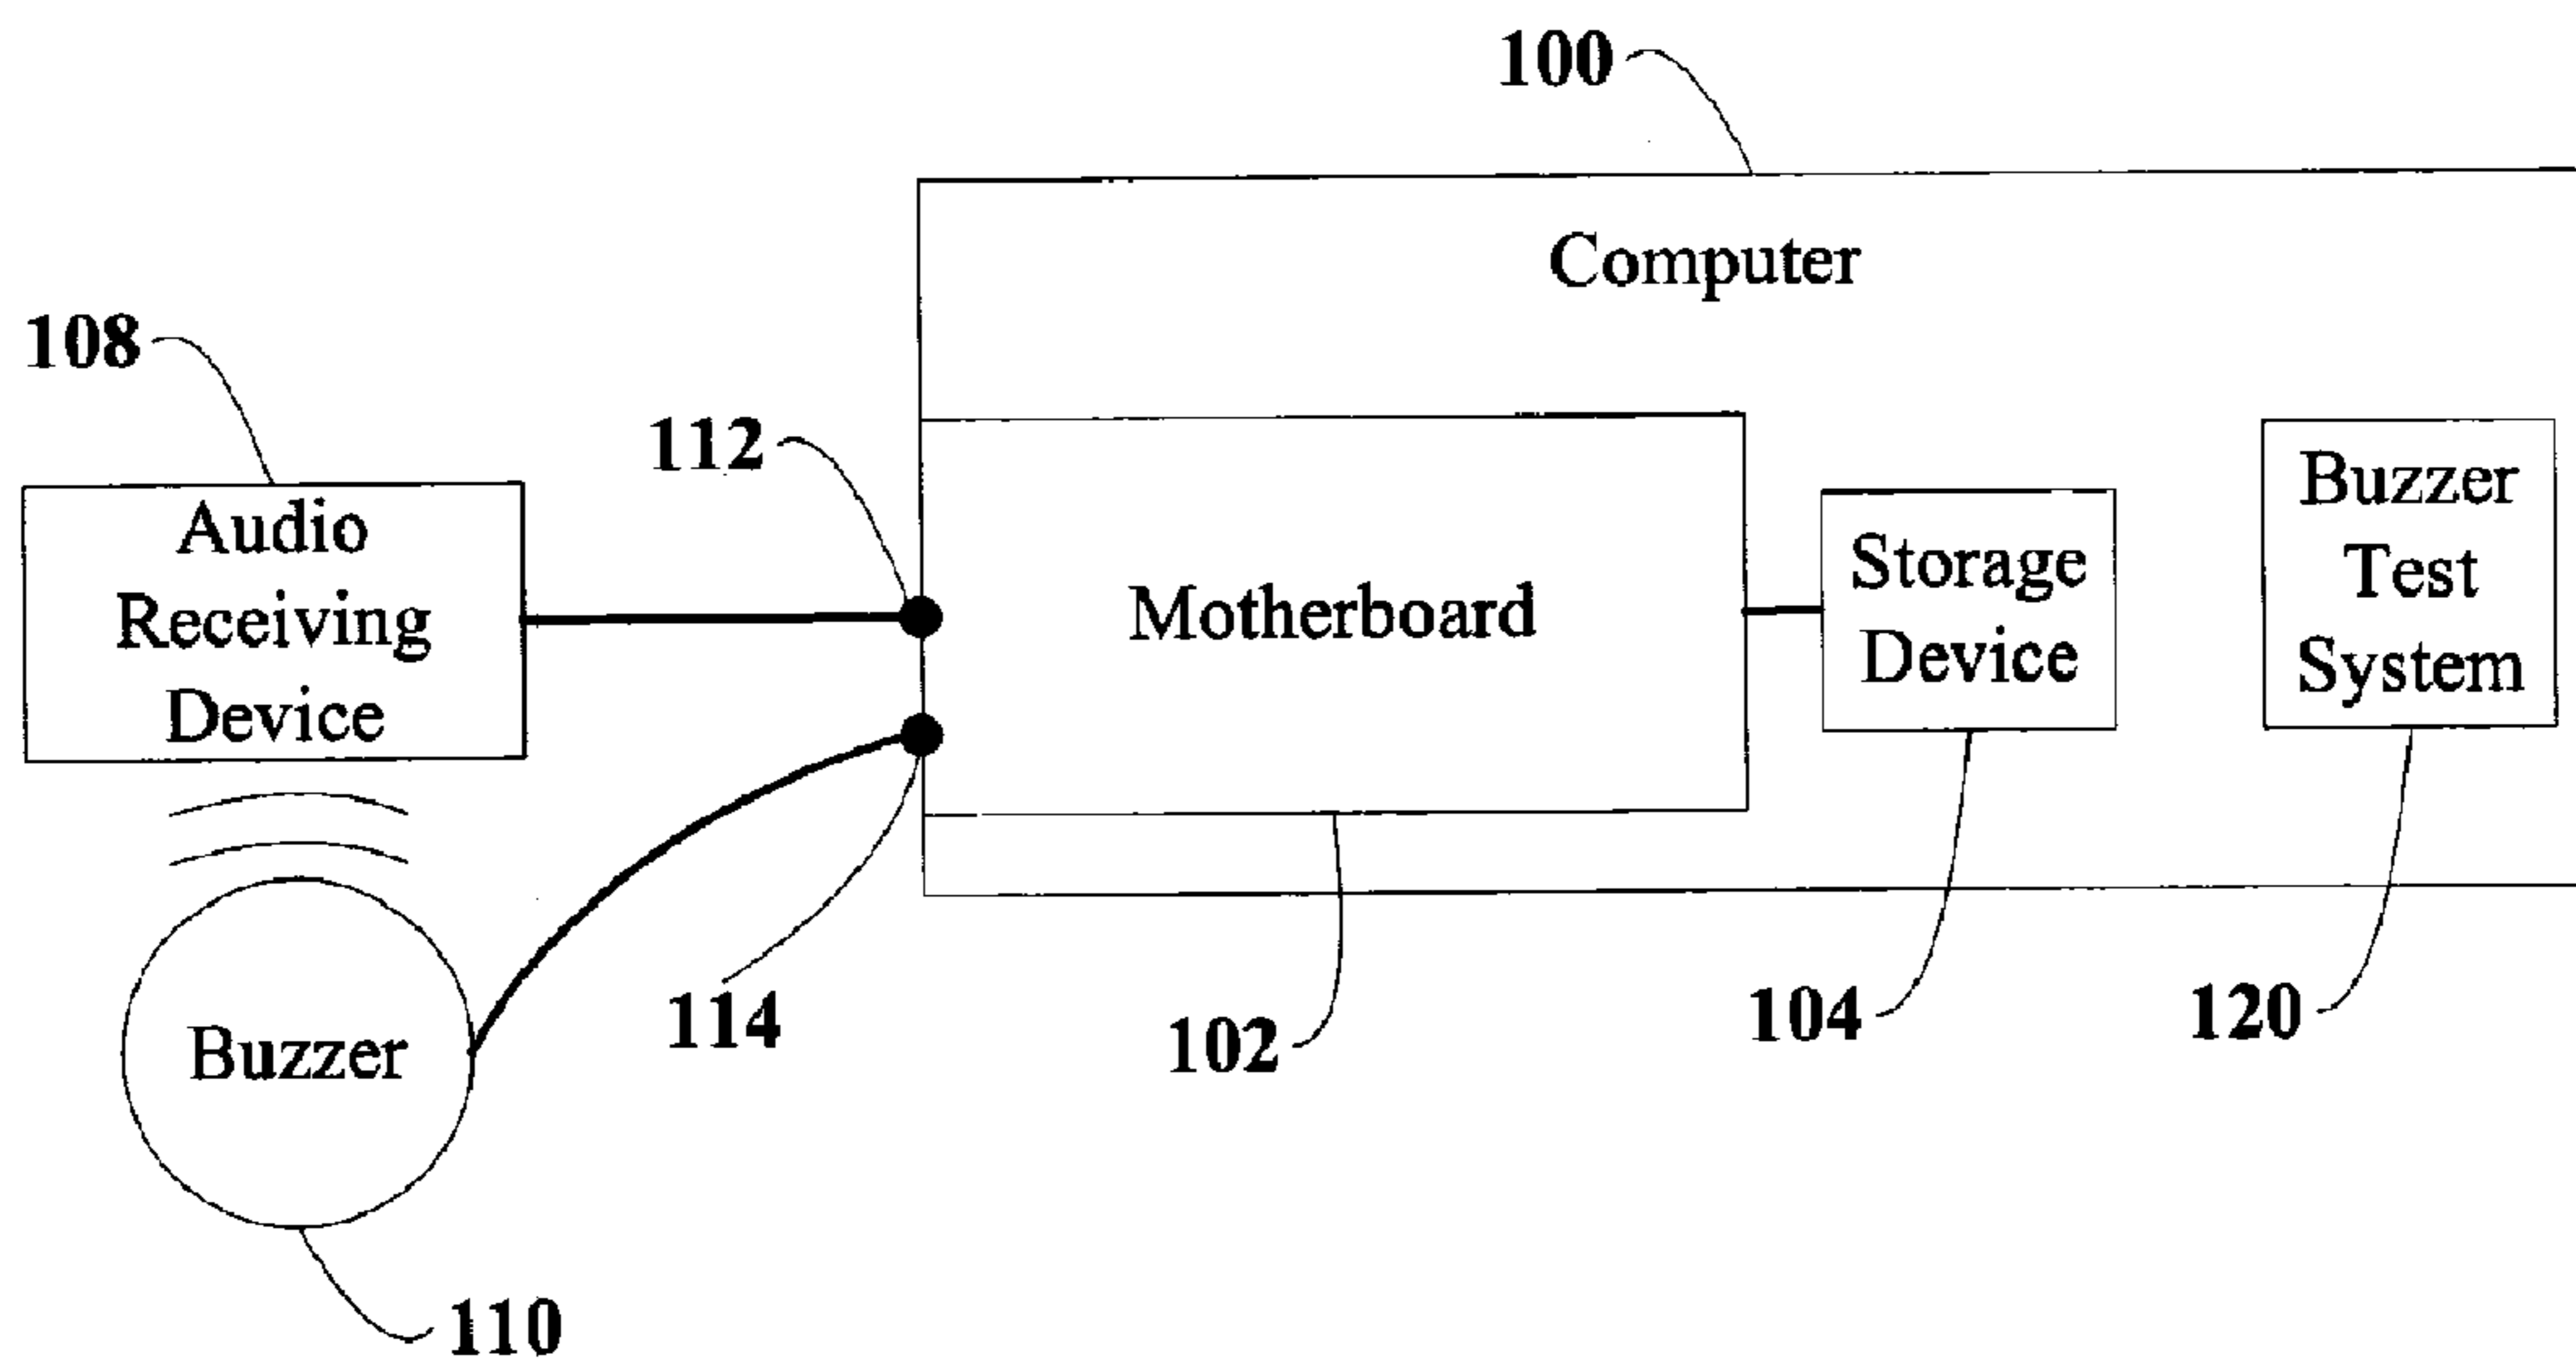 100
Computer
108
112
Audio
Receiving
Device
Motherboard
Storage
Device
Buzzer
Test
System
114
102
104
120
Buzzer
110